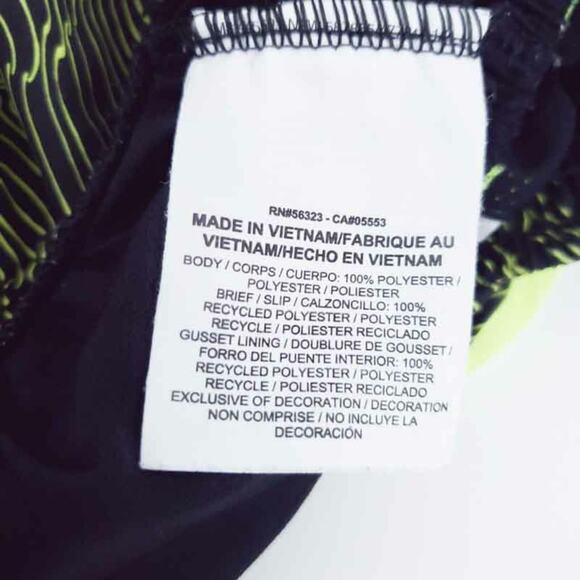 RN#56323 - CA#05553
MADE IN VIETNAM/FABRIQUE AU
VIETNAM/HECHO EN VIETNAM
BODY / CORPS / CUERPO: 100% POLYESTER /
POLYESTER / POLIESTER
BRIEF / SLIP / CALZONCILLO: 100%
RECYCLED POLYESTER / POLYESTER
RECYCLE / POLIESTER RECICLADO
GUSSET LINING / DOUBLURE DE GOUSSET /
FORRO DEL PUENTE INTERIOR: 100%
RECYCLED POLYESTER / POLYESTER
RECYCLE / POLIESTER RECICLADO
EXCLUSIVE OF DECORATION / DECORATION
NON COMPRISE / NO INCLUYE LA
DECORACIÓN